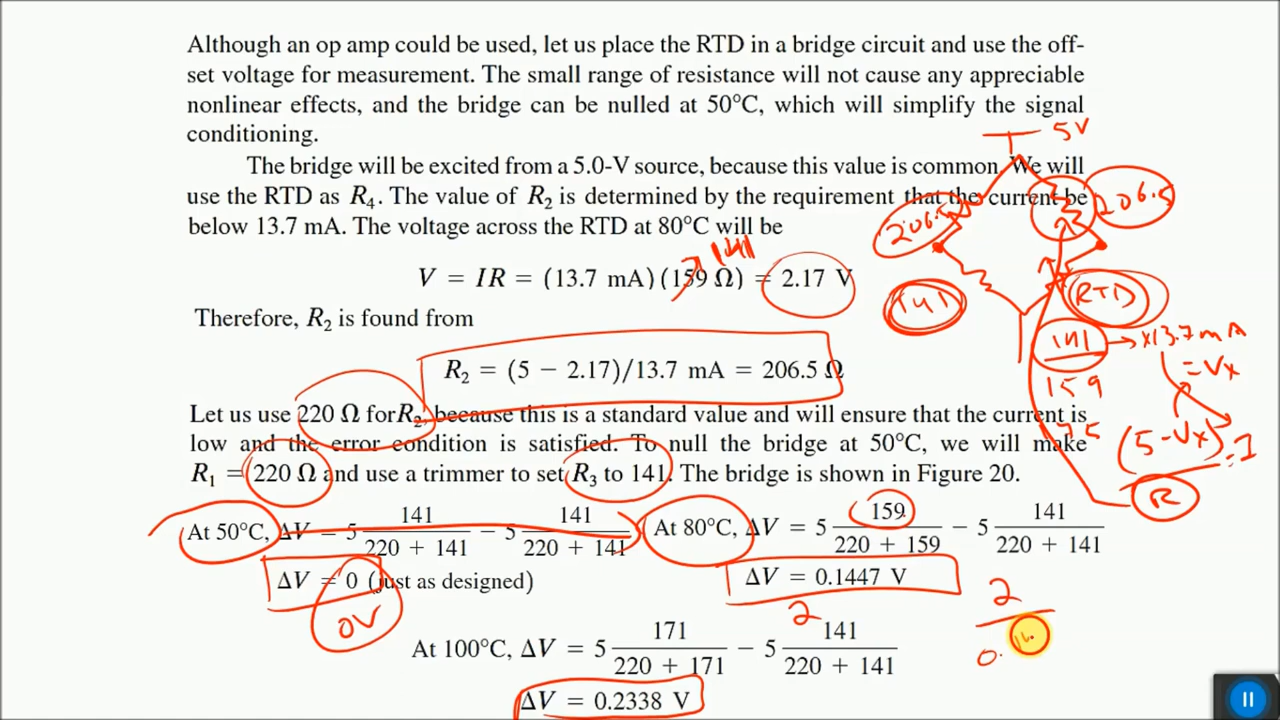 Although an op amp could be used, let us place the RTD in a bridge circuit and use the off-
set voltage for measurement. The small range of resistance will not cause any appreciable
nonlinear effects, and the bridge can be nulled at 50°C, which will simplify the signal
conditioning.
5V
The bridge will be excited from a 5.0-V source, because this value is common. We will
use the RTD as R4. The value of R2 is determined by the requirement that the current be
206.5
206.5
below 13.7 mA. The voltage across the RTD at 80°C will be
141
V = IR = (13.7 mA)(159 Ω) = 2.17 V
141
RTD
Therefore, R2 is found from
141 → x13.7mA
= Vx
R2 = (5 − 2.17)/13.7 mA = 206.5 Ω
159
Let us use 220 Ω for R2, because this is a standard value and will ensure that the current is
low and the error condition is satisfied. To null the bridge at 50°C, we will make
(5-Vx)
R1 = 220 Ω and use a trimmer to set R3 to 141. The bridge is shown in Figure 20.
R
At 50°C, ΔV = 5 141/(220 + 141) − 5 141/(220 + 141) At 80°C, ΔV = 5 159/(220 + 159) − 5 141/(220 + 141)
ΔV = 0 (just as designed) ΔV = 0.1447 V
0V
2
2
0.
At 100°C, ΔV = 5 171/(220 + 171) − 5 141/(220 + 141)
ΔV = 0.2338 V